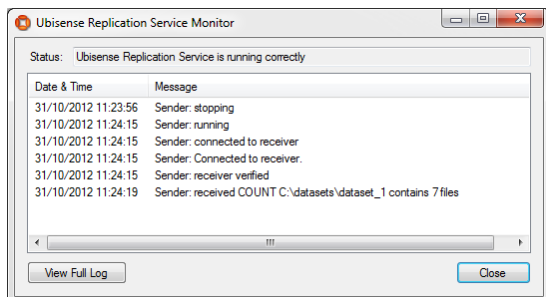 Ubisense Replication Service Monitor
Status: Ubisense Replication Service is running correctly
Date & Time Message
31/10/2012 11:23:56 Sender: stopping
31/10/2012 11:24:15 Sender: running
31/10/2012 11:24:15 Sender: connected to receiver
31/10/2012 11:24:15 Sender: Connected to receiver.
31/10/2012 11:24:15 Sender: receiver verified
31/10/2012 11:24:19 Sender: received COUNT C:\datasets\dataset_1 contains 7 files
View Full Log Close